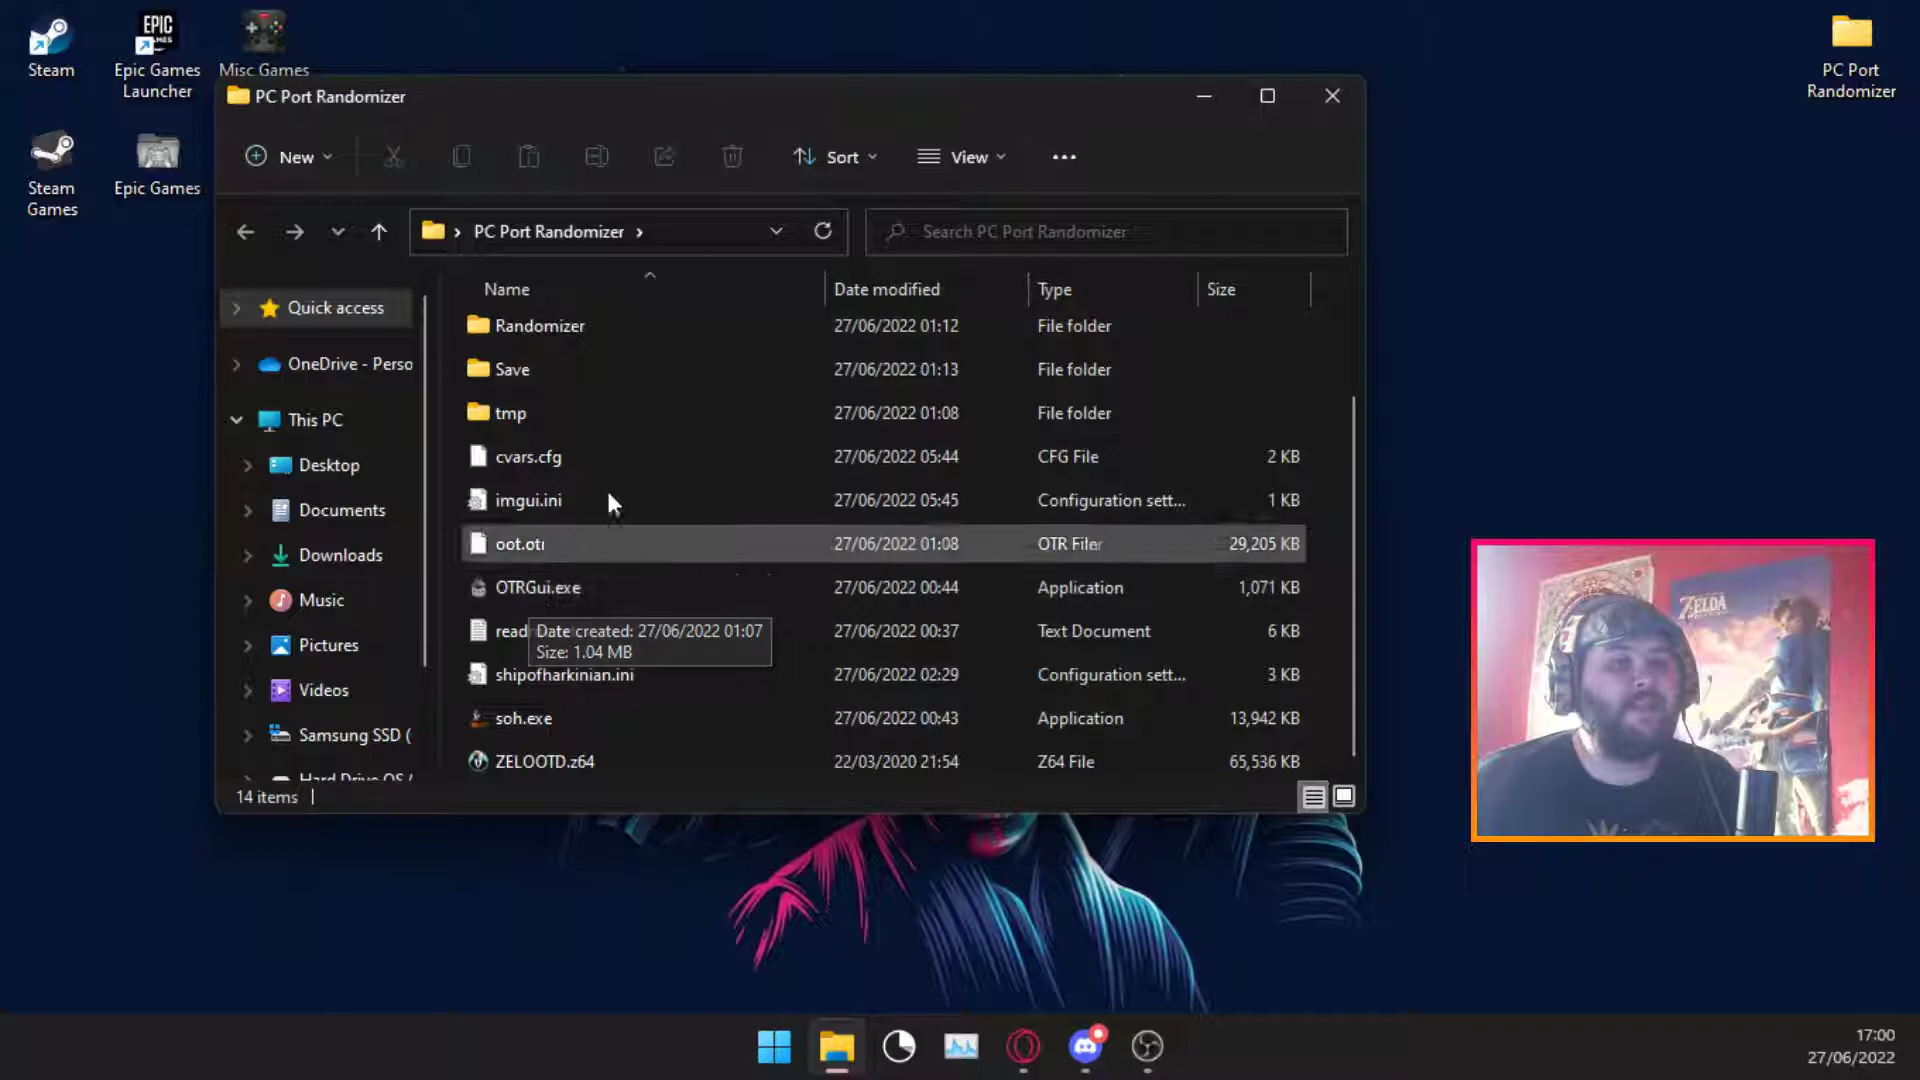 Steam
Epic Games
Launcher
Misc Games
PC Port
Randomizer
Steam
Games
Epic Games
PC Port Randomizer
New
Sort
View
PC Port Randomizer
Search PC Port Randomizer
Quick access
OneDrive - Perso
This PC
Desktop
Documents
Downloads
Music
Pictures
Videos
Samsung SSD (
Hard Drive OS (
Name Date modified Type Size
Randomizer 27/06/2022 01:12 File folder
Save 27/06/2022 01:13 File folder
tmp 27/06/2022 01:08 File folder
cvars.cfg 27/06/2022 05:44 CFG File 2 KB
imgui.ini 27/06/2022 05:45 Configuration sett... 1 KB
oot.otr 27/06/2022 01:08 OTR File 29,205 KB
OTRGui.exe 27/06/2022 00:44 Application 1,071 KB
read 27/06/2022 00:37 Text Document 6 KB
Date created: 27/06/2022 01:07
Size: 1.04 MB
shipofharkinian.ini 27/06/2022 02:29 Configuration sett... 3 KB
soh.exe 27/06/2022 00:43 Application 13,942 KB
ZELOOTD.z64 22/03/2020 21:54 Z64 File 65,536 KB
14 items
ZELDA
17:00
27/06/2022